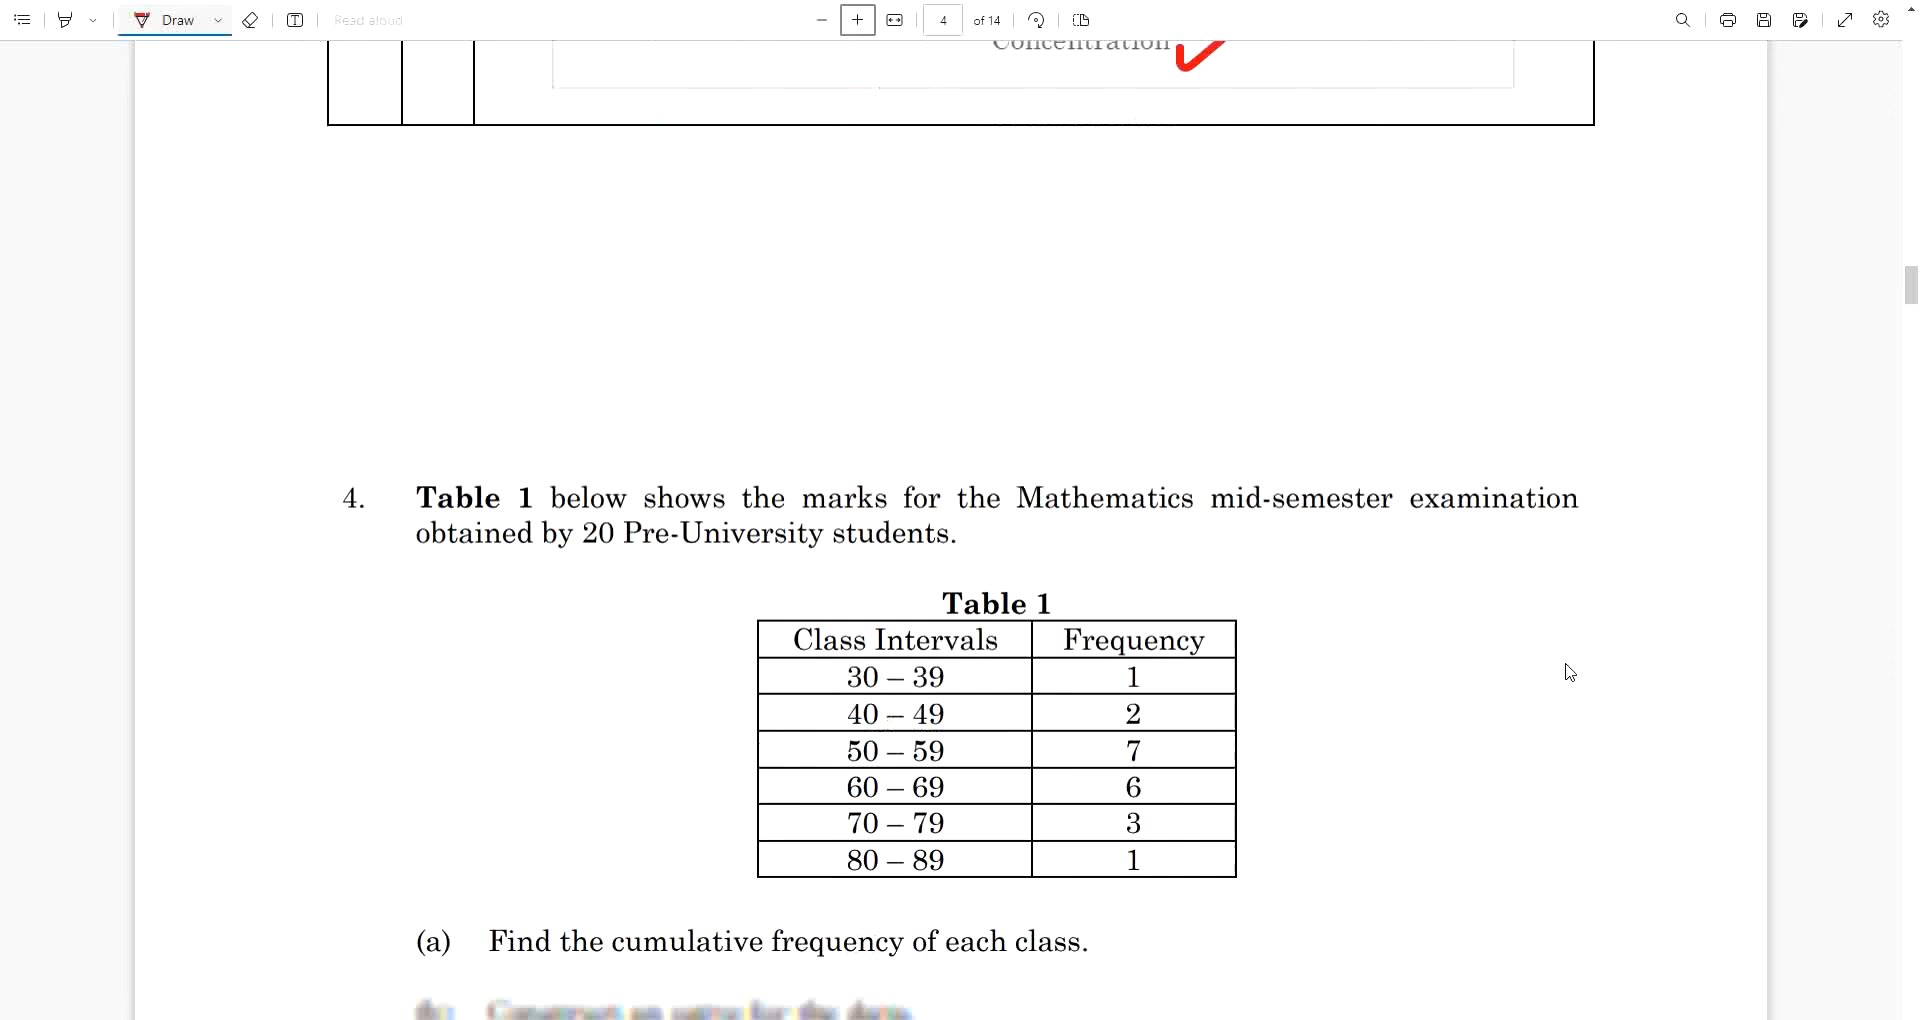 Draw
Read aloud
4 of 14
Concentration
4. Table 1 below shows the marks for the Mathematics mid-semester examination
obtained by 20 Pre-University students.
Table 1
Class Intervals Frequency
30 – 39 1
40 – 49 2
50 – 59 7
60 – 69 6
70 – 79 3
80 – 89 1
(a) Find the cumulative frequency of each class.